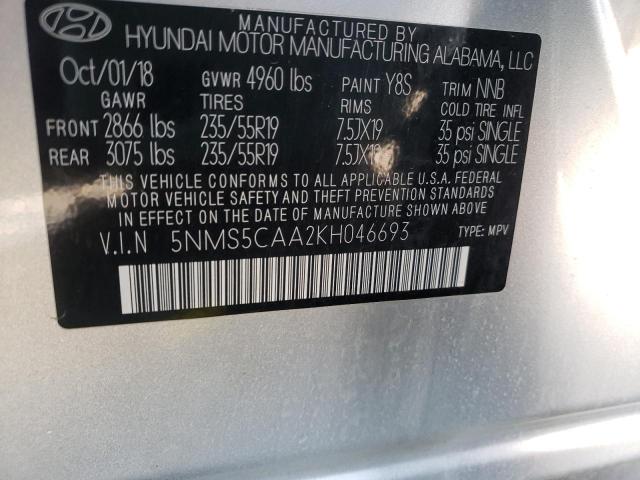 MANUFACTURED BY
HYUNDAI MOTOR MANUFACTURING ALABAMA, LLC
Oct/01/18 GVWR 4960 lbs PAINT Y8S TRIM NNB
GAWR TIRES RIMS COLD TIRE INFL
FRONT 2866 lbs 235/55R19 7.5JX19 35 psi SINGLE
REAR 3075 lbs 235/55R19 7.5JX19 35 psi SINGLE
THIS VEHICLE CONFORMS TO ALL APPLICABLE U.S.A. FEDERAL
MOTOR VEHICLE SAFETY AND THEFT PREVENTION STANDARDS
IN EFFECT ON THE DATE OF MANUFACTURE SHOWN ABOVE.
V.I.N 5NMS5CAA2KH046693 TYPE: MPV